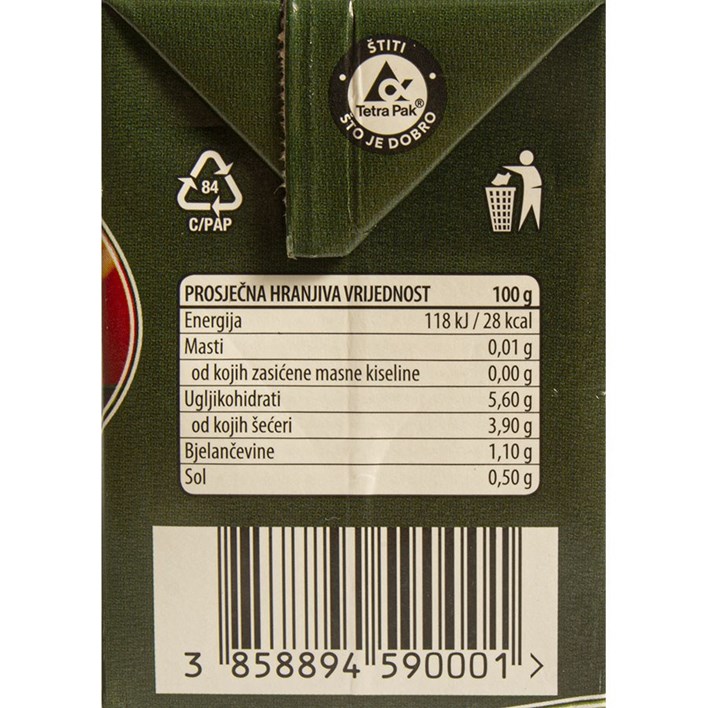 ŠTITI
Tetra Pak®
ŠTO JE DOBRO
84
C/PAP
PROSJEČNA HRANJIVA VRIJEDNOST 100 g
Energija 118 kJ / 28 kcal
Masti 0,01 g
od kojih zasićene masne kiseline 0,00 g
Ugljikohidrati 5,60 g
od kojih šećeri 3,90 g
Bjelančevine 1,10 g
Sol 0,50 g
3 858894 590001 >